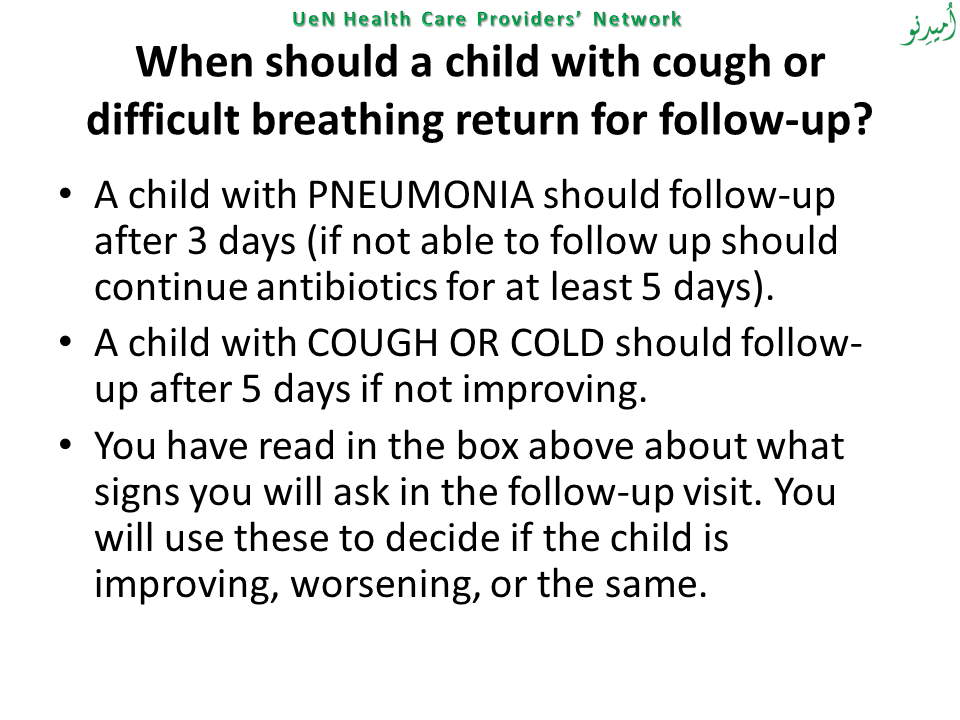 UeN Health Care Providers’ Network
اُمیدِنو
When should a child with cough or
difficult breathing return for follow-up?
• A child with PNEUMONIA should follow-up
after 3 days (if not able to follow up should
continue antibiotics for at least 5 days).
• A child with COUGH OR COLD should follow-
up after 5 days if not improving.
• You have read in the box above about what
signs you will ask in the follow-up visit. You
will use these to decide if the child is
improving, worsening, or the same.